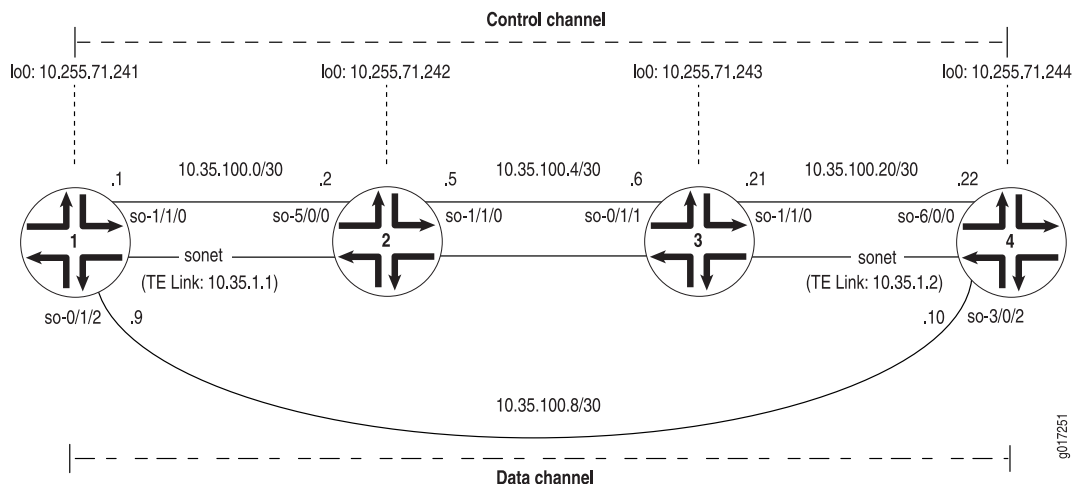 Control channel
lo0: 10.255.71.241
lo0: 10.255.71.242
lo0: 10.255.71.243
lo0: 10.255.71.244
10.35.100.0/30
10.35.100.4/30
10.35.100.20/30
.1
.2
.5
.6
.21
.22
so-1/1/0
so-5/0/0
so-1/1/0
so-0/1/1
so-1/1/0
so-6/0/0
1
2
3
4
sonet
(TE Link: 10.35.1.1)
sonet
(TE Link: 10.35.1.2)
so-0/1/2
.9
.10
so-3/0/2
10.35.100.8/30
g017251
Data channel